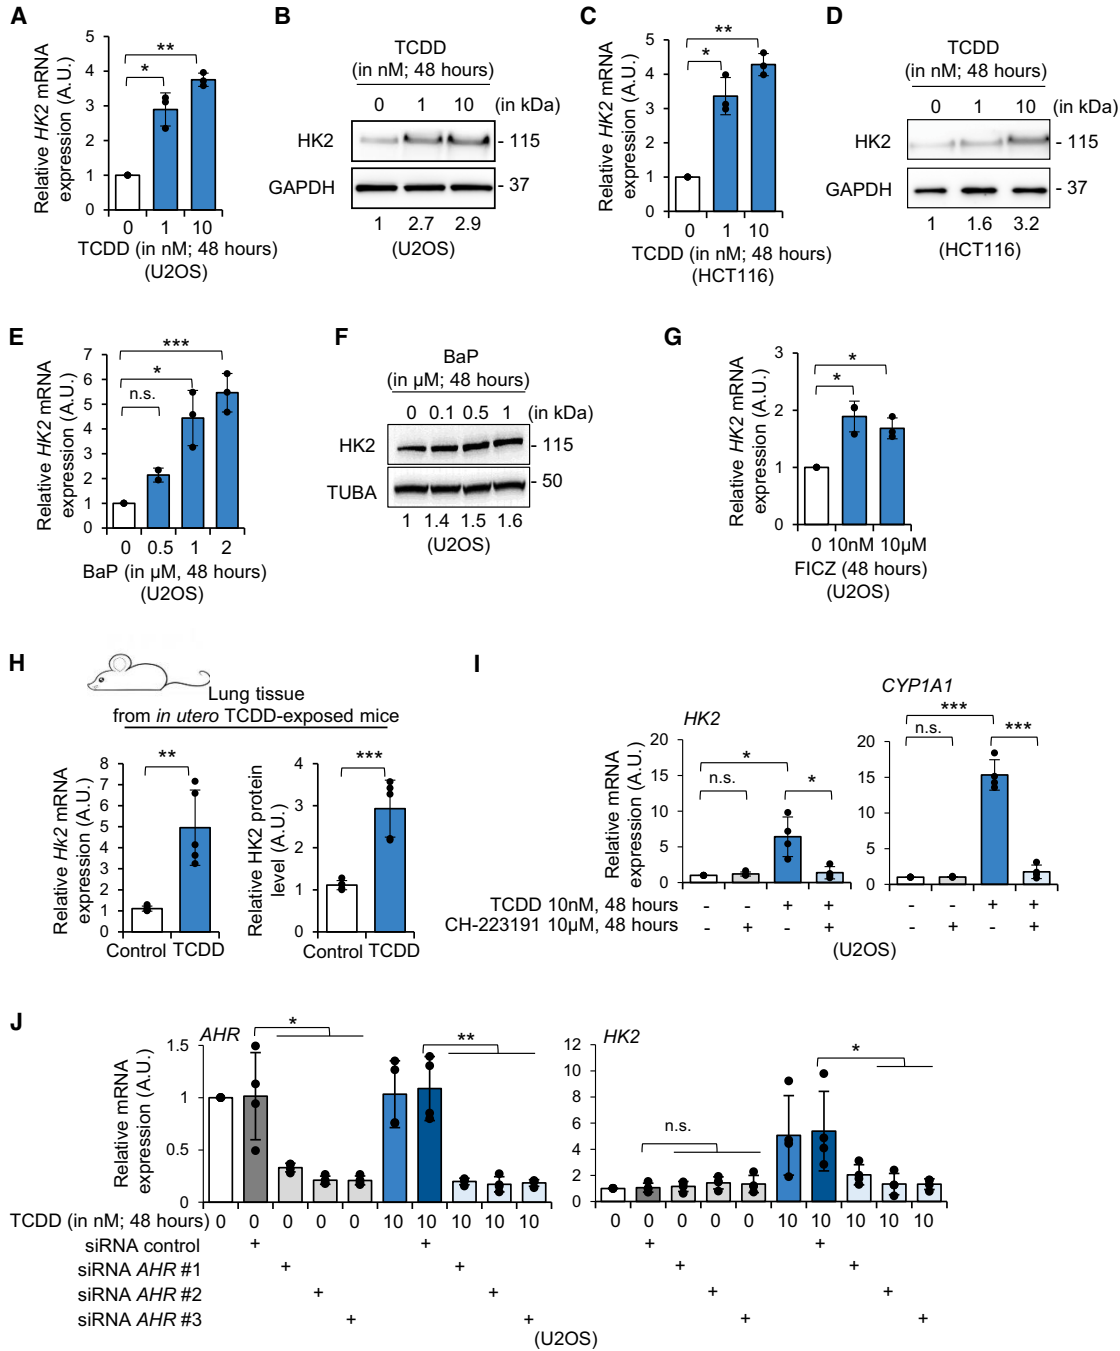 A
Relative HK2 mRNA
expression (A.U.)
5
4
3
2
1
0
*
**
0 1 10
TCDD (in nM; 48 hours)
(U2OS)
B
TCDD
(in nM; 48 hours)
0 1 10 (in kDa)
HK2 - 115
GAPDH - 37
1 2.7 2.9
(U2OS)
C
Relative HK2 mRNA
expression (A.U.)
5
4
3
2
1
0
*
**
0 1 10
TCDD (in nM; 48 hours)
(HCT116)
D
TCDD
(in nM; 48 hours)
0 1 10 (in kDa)
HK2 - 115
GAPDH - 37
1 1.6 3.2
(HCT116)
E
Relative HK2 mRNA
expression (A.U.)
7
6
5
4
3
2
1
0
n.s.
*
***
0 0.5 1 2
BaP (in µM, 48 hours)
(U2OS)
F
BaP
(in µM; 48 hours)
0 0.1 0.5 1 (in kDa)
HK2 - 115
TUBA - 50
1 1.4 1.5 1.6
(U2OS)
G
Relative HK2 mRNA
expression (A.U.)
3
2
1
0
*
*
0 10nM 10µM
FICZ (48 hours)
(U2OS)
H
Lung tissue
from in utero TCDD-exposed mice
Relative Hk2 mRNA
expression (A.U.)
8
7
6
5
4
3
2
1
0
**
Control TCDD
Relative HK2 protein
level (A.U.)
4
3
2
1
0
***
Control TCDD
I
HK2
Relative mRNA
expression (A.U.)
20
15
10
5
0
n.s.
*
*
CYP1A1
20
15
10
5
0
n.s.
***
***
TCDD 10nM, 48 hours - - + + - - + +
CH-223191 10µM, 48 hours - + - + - + - +
(U2OS)
J
AHR
Relative mRNA
expression (A.U.)
1.5
1
0.5
0
*
**
HK2
12
10
8
6
4
2
0
n.s.
*
TCDD (in nM; 48 hours) 0 0 0 0 0 10 10 10 10 10 0 0 0 0 0 10 10 10 10 10
siRNA control + + + +
siRNA AHR #1 + + + +
siRNA AHR #2 + + + +
siRNA AHR #3 + + + +
(U2OS)